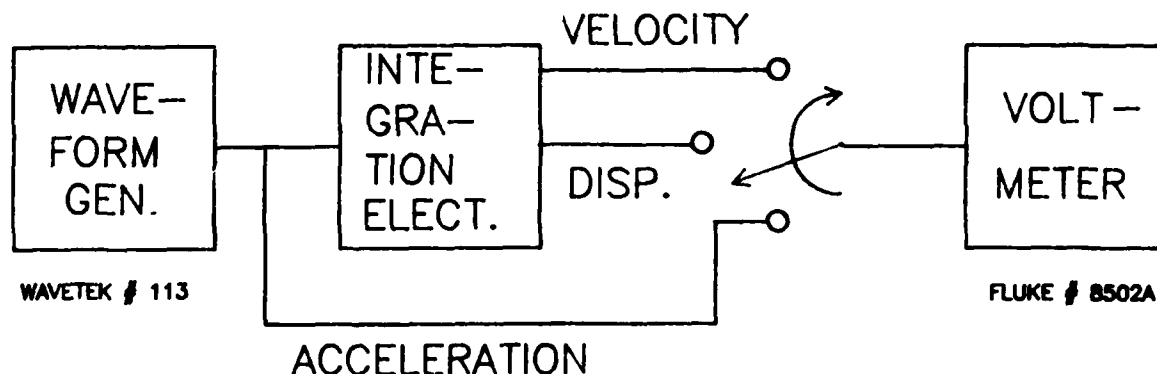 VELOCITY
WAVE-
FORM
GEN.
INTE-
GRA-
TION
ELECT.
DISP.
VOLT-
METER
WAVETEK # 113
FLUKE # 8502A
ACCELERATION